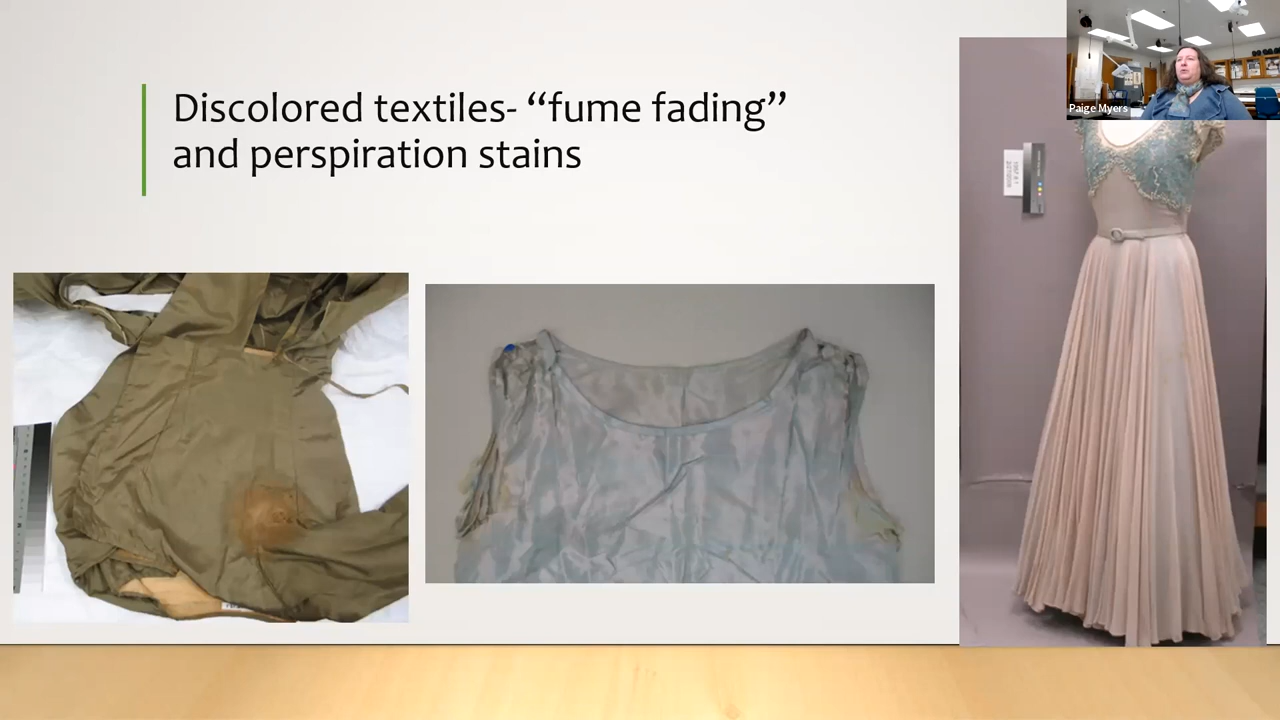 Discolored textiles- “fume fading”
and perspiration stains
Paige Myers